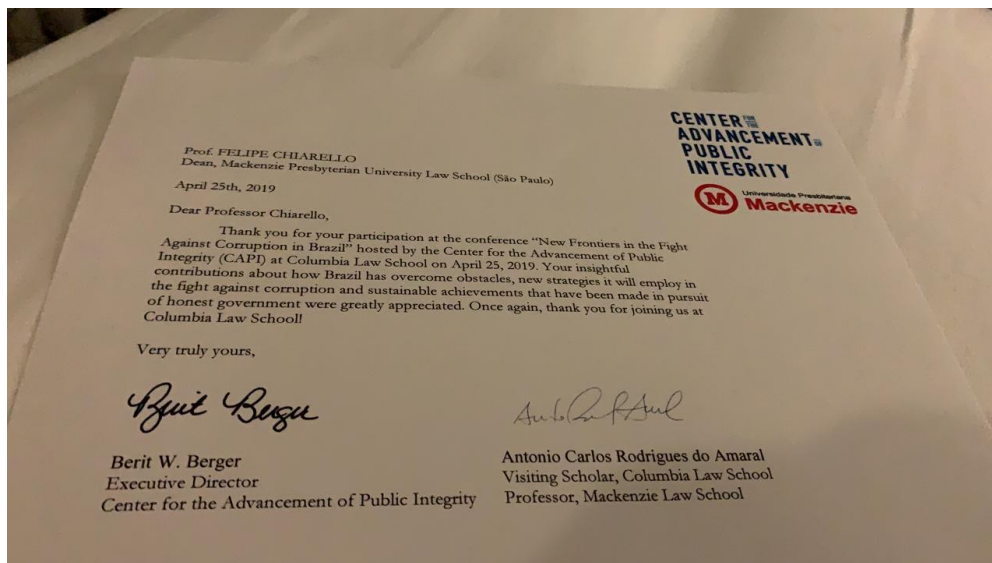 CENTER FOR THE
ADVANCEMENT OF
PUBLIC
INTEGRITY
M
Universidade Presbiteriana
Mackenzie
Prof. FELIPE CHIARELLO
Dean, Mackenzie Presbyterian University Law School (São Paulo)
April 25th, 2019
Dear Professor Chiarello,
Thank you for your participation at the conference “New Frontiers in the Fight
Against Corruption in Brazil” hosted by the Center for the Advancement of Public
Integrity (CAPI) at Columbia Law School on April 25, 2019. Your insightful
contributions about how Brazil has overcome obstacles, new strategies it will employ in
the fight against corruption and sustainable achievements that have been made in pursuit
of honest government were greatly appreciated. Once again, thank you for joining us at
Columbia Law School!
Very truly yours,
Berit Berger
Berit W. Berger
Executive Director
Center for the Advancement of Public Integrity
Antonio Carlos Rodrigues do Amaral
Visiting Scholar, Columbia Law School
Professor, Mackenzie Law School